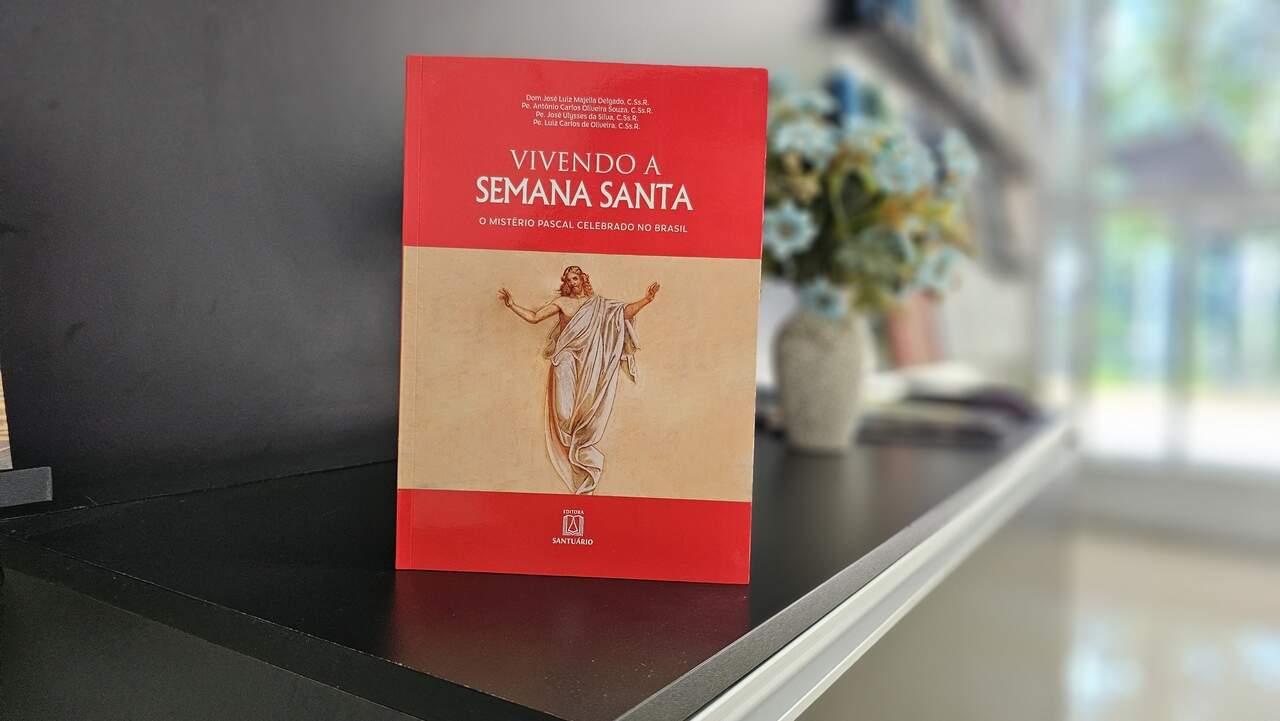 Dom José Luiz Majella Delgado, C.Ss.R.
Pe. Antônio Carlos Oliveira Souza, C.Ss.R.
Pe. José Ulysses da Silva, C.Ss.R.
Pe. Luiz Carlos de Oliveira, C.Ss.R.
VIVENDO A
SEMANA SANTA
O MISTÉRIO PASCAL CELEBRADO NO BRASIL
EDITORA
SANTUÁRIO